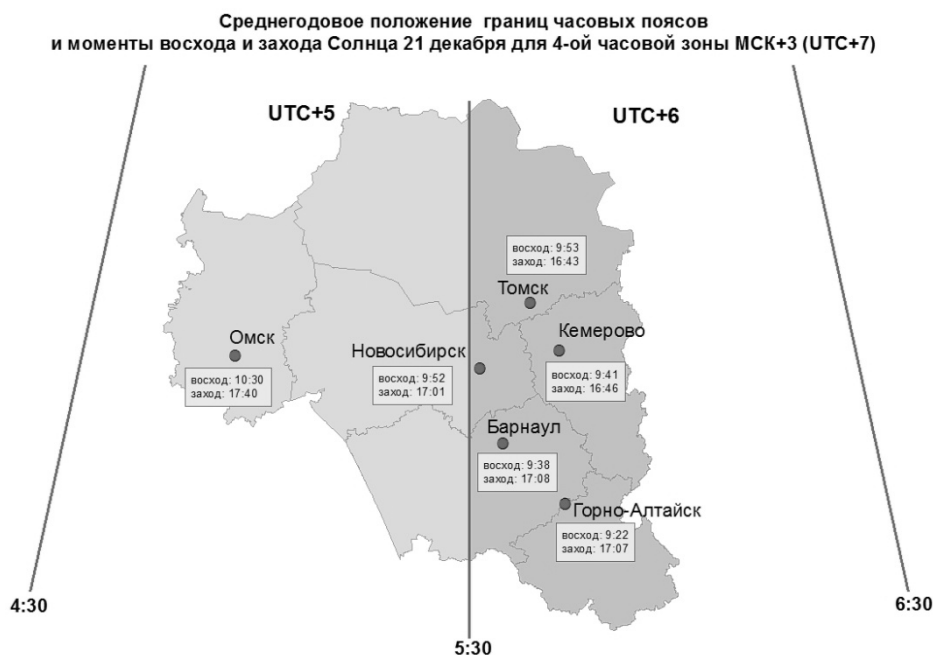 Среднегодовое положение границ часовых поясов
и моменты восхода и захода Солнца 21 декабря для 4-ой часовой зоны МСК+3 (UTC+7)
UTC+5
UTC+6
восход: 9:53
заход: 16:43
Томск
Кемерово
восход: 9:41
заход: 16:46
Омск
восход: 10:30
заход: 17:40
Новосибирск
восход: 9:52
заход: 17:01
Барнаул
восход: 9:38
заход: 17:08
Горно-Алтайск
восход: 9:22
заход: 17:07
4:30
5:30
6:30